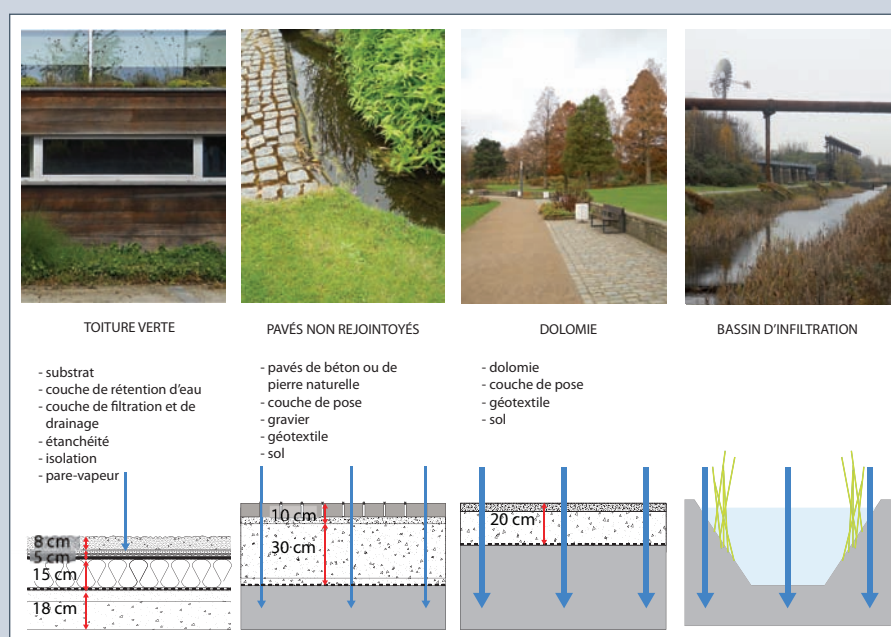 TOITURE VERTE
- substrat
- couche de rétention d'eau
- couche de filtration et de
drainage
- étanchéité
- isolation
- pare-vapeur
8 cm
5 cm
15 cm
18 cm
PAVÉS NON REJOINTOYÉS
- pavés de béton ou de
pierre naturelle
- couche de pose
- gravier
- géotextile
- sol
10 cm
30 cm
DOLOMIE
- dolomie
- couche de pose
- géotextile
- sol
20 cm
BASSIN D'INFILTRATION